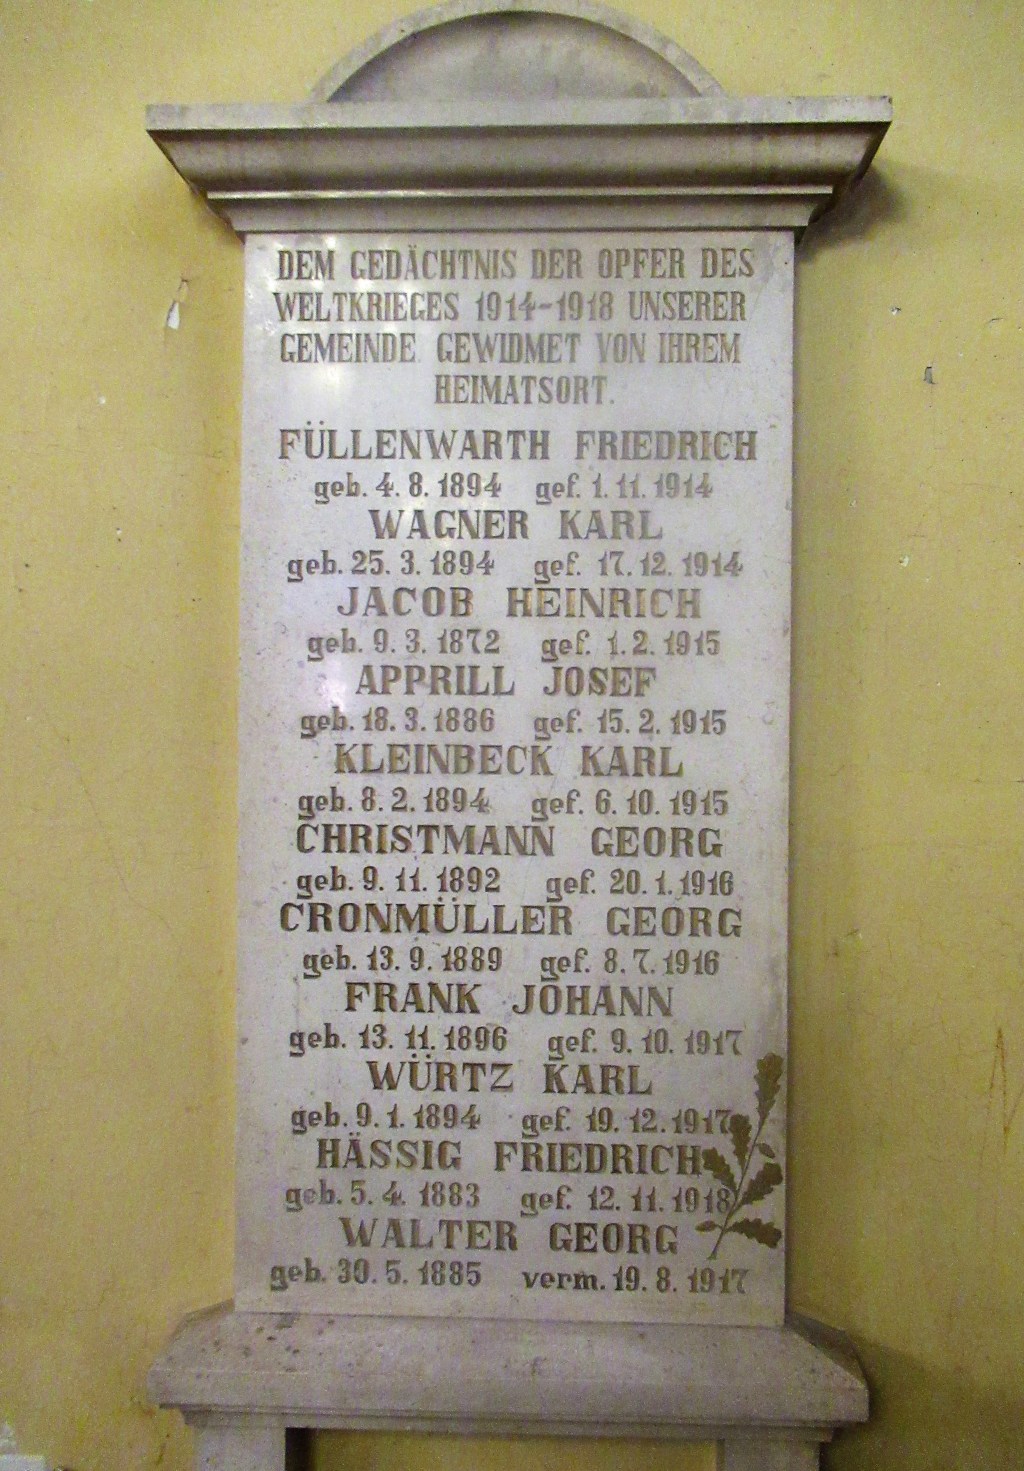 DEM GEDÄCHTNIS DER OPFER DES
WELTKRIEGES 1914-1918 UNSERER
GEMEINDE GEWIDMET VON IHREM
HEIMATSORT.
FÜLLENWARTH FRIEDRICH
geb. 4. 8. 1894 gef. 1. 11. 1914
WAGNER KARL
geb. 25. 3. 1894 gef. 17. 12. 1914
JACOB HEINRICH
geb. 9. 3. 1872 gef. 1. 2. 1915
APPRILL JOSEF
geb. 18. 3. 1886 gef. 15. 2. 1915
KLEINBECK KARL
geb. 8. 2. 1894 gef. 6. 10. 1915
CHRISTMANN GEORG
geb. 9. 11. 1892 gef. 20. 1. 1916
CRONMÜLLER GEORG
geb. 13. 9. 1889 gef. 8. 7. 1916
FRANK JOHANN
geb. 13. 11. 1896 gef. 9. 10. 1917
WÜRTZ KARL
geb. 9. 1. 1894 gef. 19. 12. 1917
HÄSSIG FRIEDRICH
geb. 5. 4. 1883 gef. 12. 11. 1918
WALTER GEORG
geb. 30. 5. 1885 verm. 19. 8. 1917